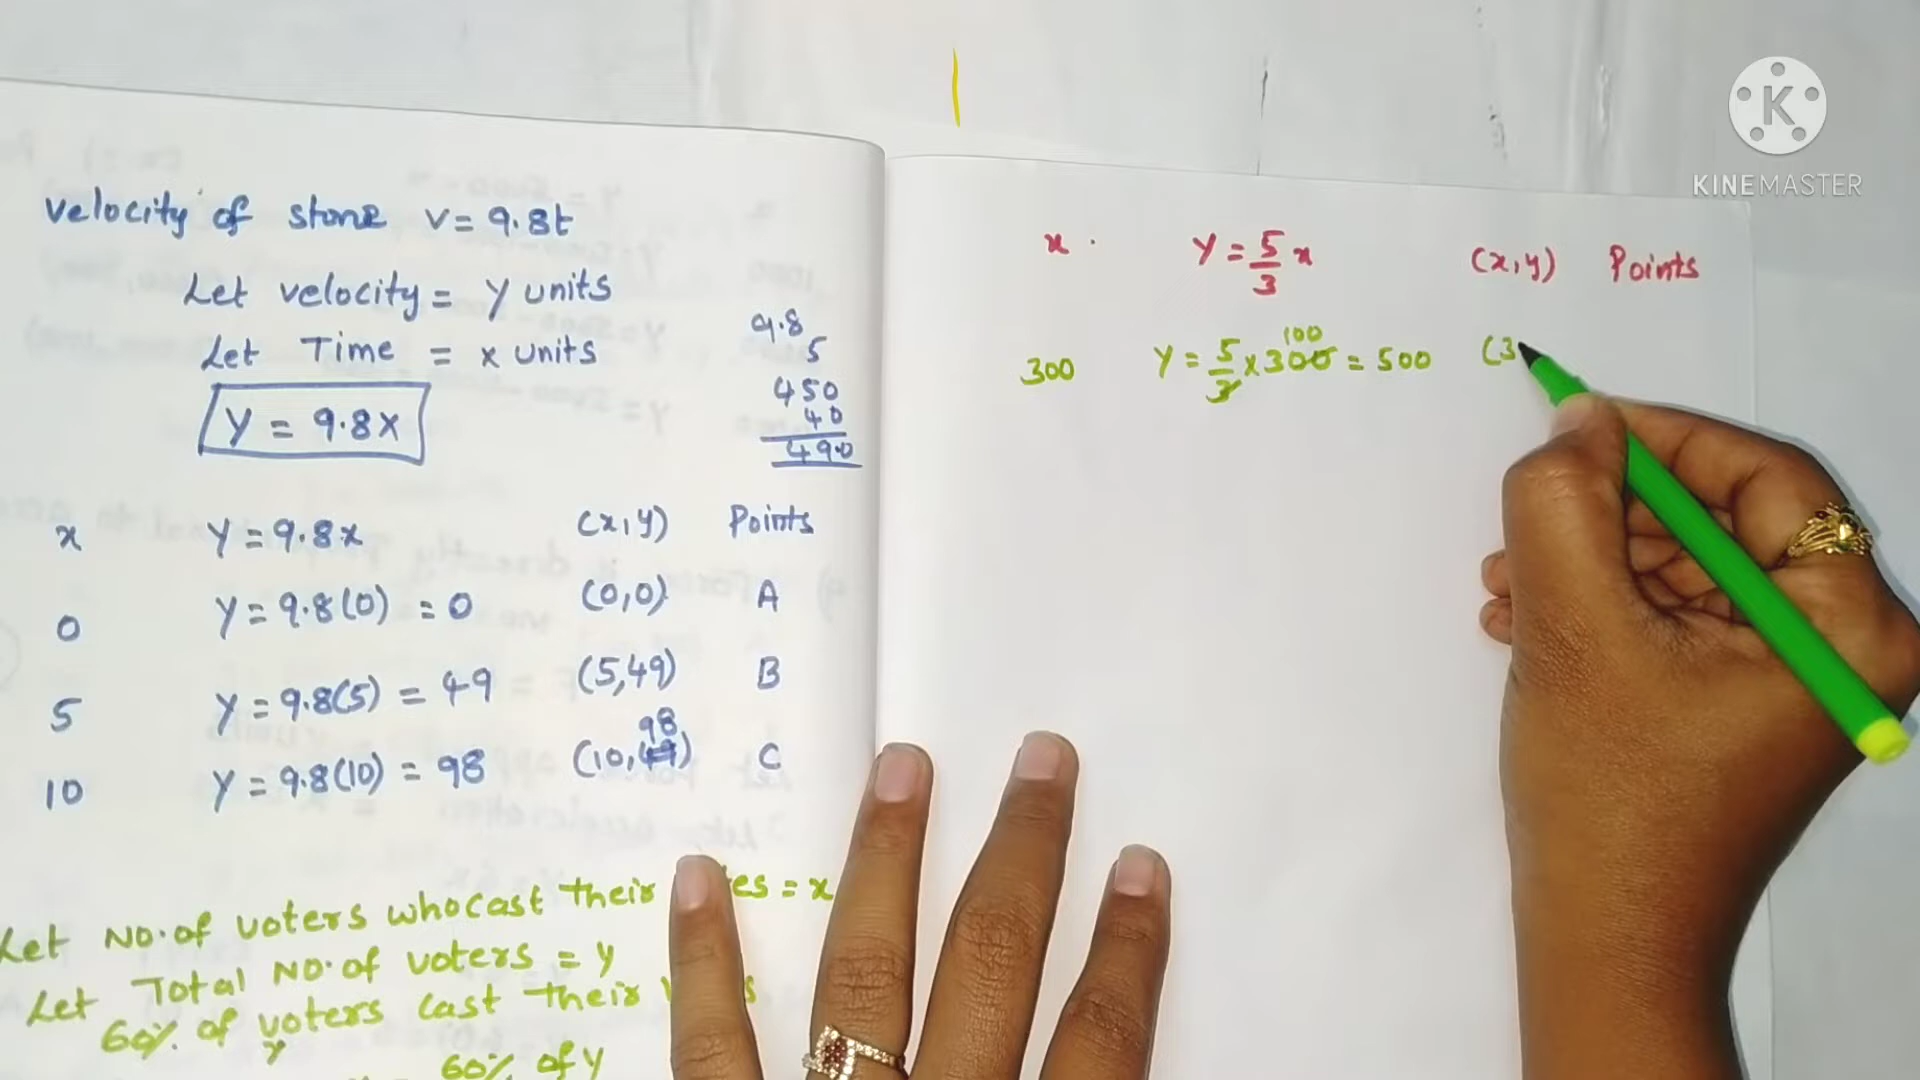 KINEMASTER
Velocity of stone V = 9.8t
Let velocity = Y units
Let Time = x units
Y = 9.8x
9.8
5
450
40
490
x Y = 9.8x (x,y) Points
0 Y = 9.8(0) = 0 (0,0) A
5 Y = 9.8(5) = 49 (5,49) B
98
10 Y = 9.8(10) = 98 (10, ) C
Let No. of voters who cast their = x
Let Total No. of voters = y
60% of voters cast their
y
60% of y
x Y = 5/3 x (x,y) Points
100
300 Y = 5/3 x 300 = 500 (3